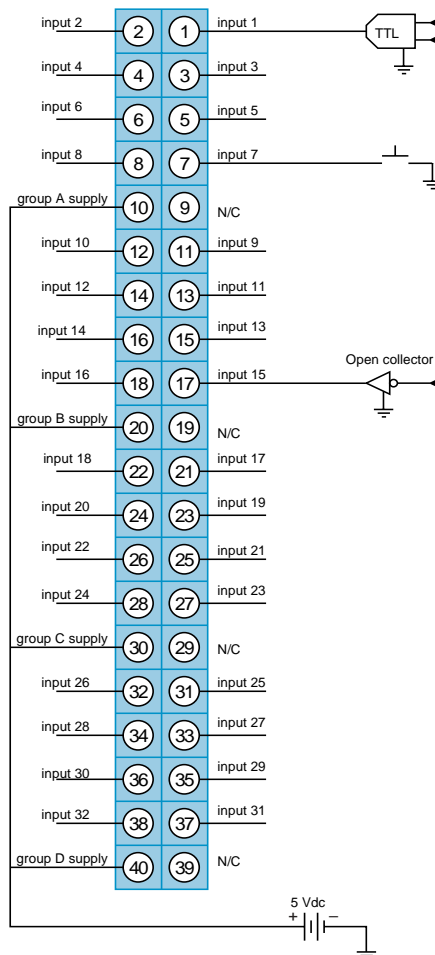 input 2 2 1 input 1 TTL
input 4 4 3 input 3
input 6 6 5 input 5
input 8 8 7 input 7
group A supply 10 9 N/C
input 10 12 11 input 9
input 12 14 13 input 11
input 14 16 15 input 13
Open collector
input 16 18 17 input 15
group B supply 20 19 N/C
input 18 22 21 input 17
input 20 24 23 input 19
input 22 26 25 input 21
input 24 28 27 input 23
group C supply 30 29 N/C
input 26 32 31 input 25
input 28 34 33 input 27
input 30 36 35 input 29
input 32 38 37 input 31
group D supply 40 39 N/C
5 Vdc
+ −